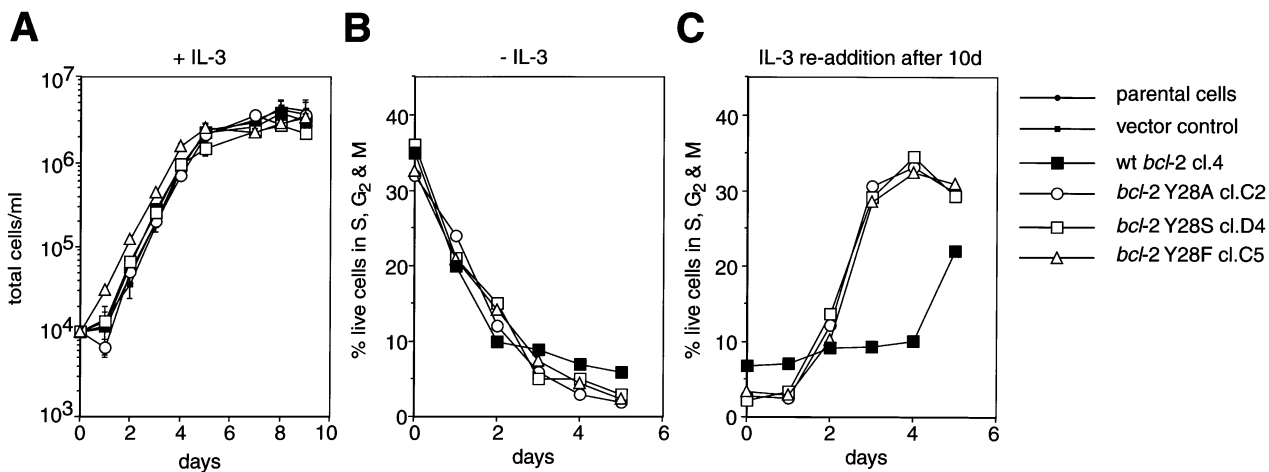 A
B
C
+ IL-3
- IL-3
IL-3 re-addition after 10d
10⁷
10⁶
10⁵
10⁴
10³
total cells/ml
0 2 4 6 8 10
days
40
30
20
10
0
% live cells in S, G₂ & M
0 2 4 6
days
40
30
20
10
0
% live cells in S, G₂ & M
0 2 4 6
days
parental cells
vector control
wt bcl-2 cl.4
bcl-2 Y28A cl.C2
bcl-2 Y28S cl.D4
bcl-2 Y28F cl.C5